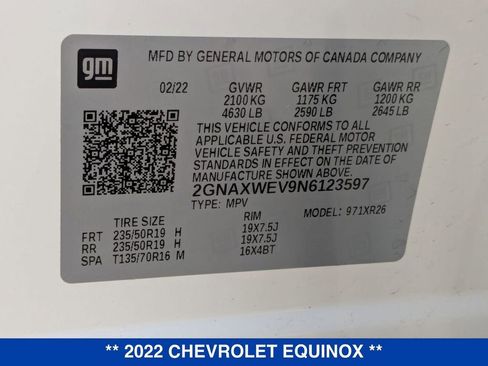 gm
MFD BY GENERAL MOTORS OF CANADA COMPANY
02/22 GVWR GAWR FRT GAWR RR
2100 KG 1175 KG 1200 KG
4630 LB 2590 LB 2645 LB
THIS VEHICLE CONFORMS TO ALL
APPLICABLE U.S. FEDERAL MOTOR
VEHICLE SAFETY AND THEFT PREVENTION
STANDARDS IN EFFECT ON THE DATE OF
MANUFACTURE SHOWN ABOVE.
2GNAXWEV9N6123597
TYPE: MPV MODEL: 971XR26
TIRE SIZE RIM
FRT 235/50R19 H 19X7.5J
RR 235/50R19 H 19X7.5J
SPA T135/70R16 M 16X4BT
** 2022 CHEVROLET EQUINOX **